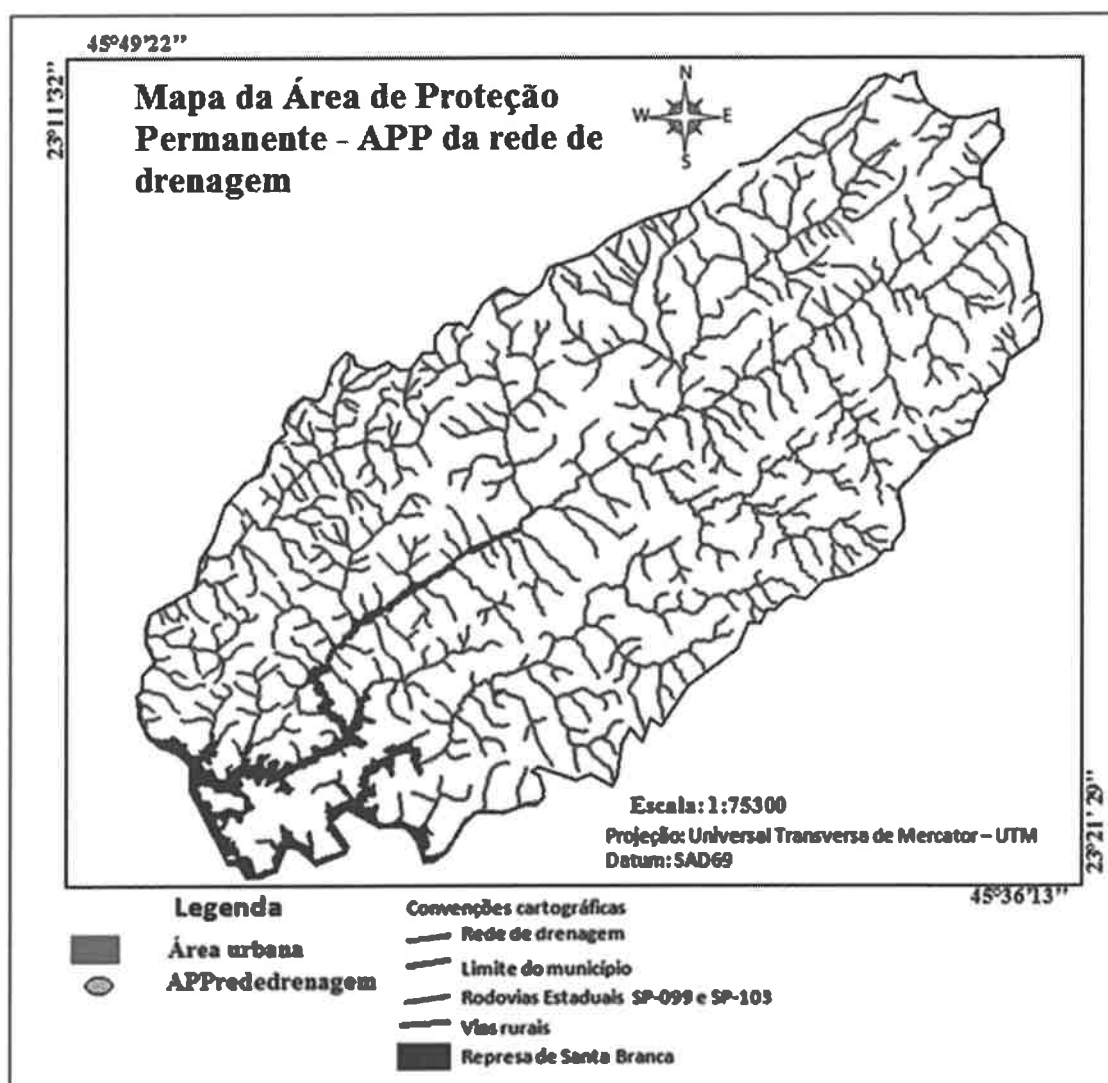 45°49'22"
23°11'32"
Mapa da Área de Proteção
Permanente - APP da rede de
drenagem
N
W E
S
Escala: 1:75300
Projeção: Universal Transversa de Mercator – UTM
Datum: SAD69
23°21'29"
45°36'13"
Legenda
Área urbana
APPrededrenagem
Convenções cartográficas
Rede de drenagem
Limite do município
Rodovias Estaduais SP-099 e SP-103
Vias rurais
Represa de Santa Branca